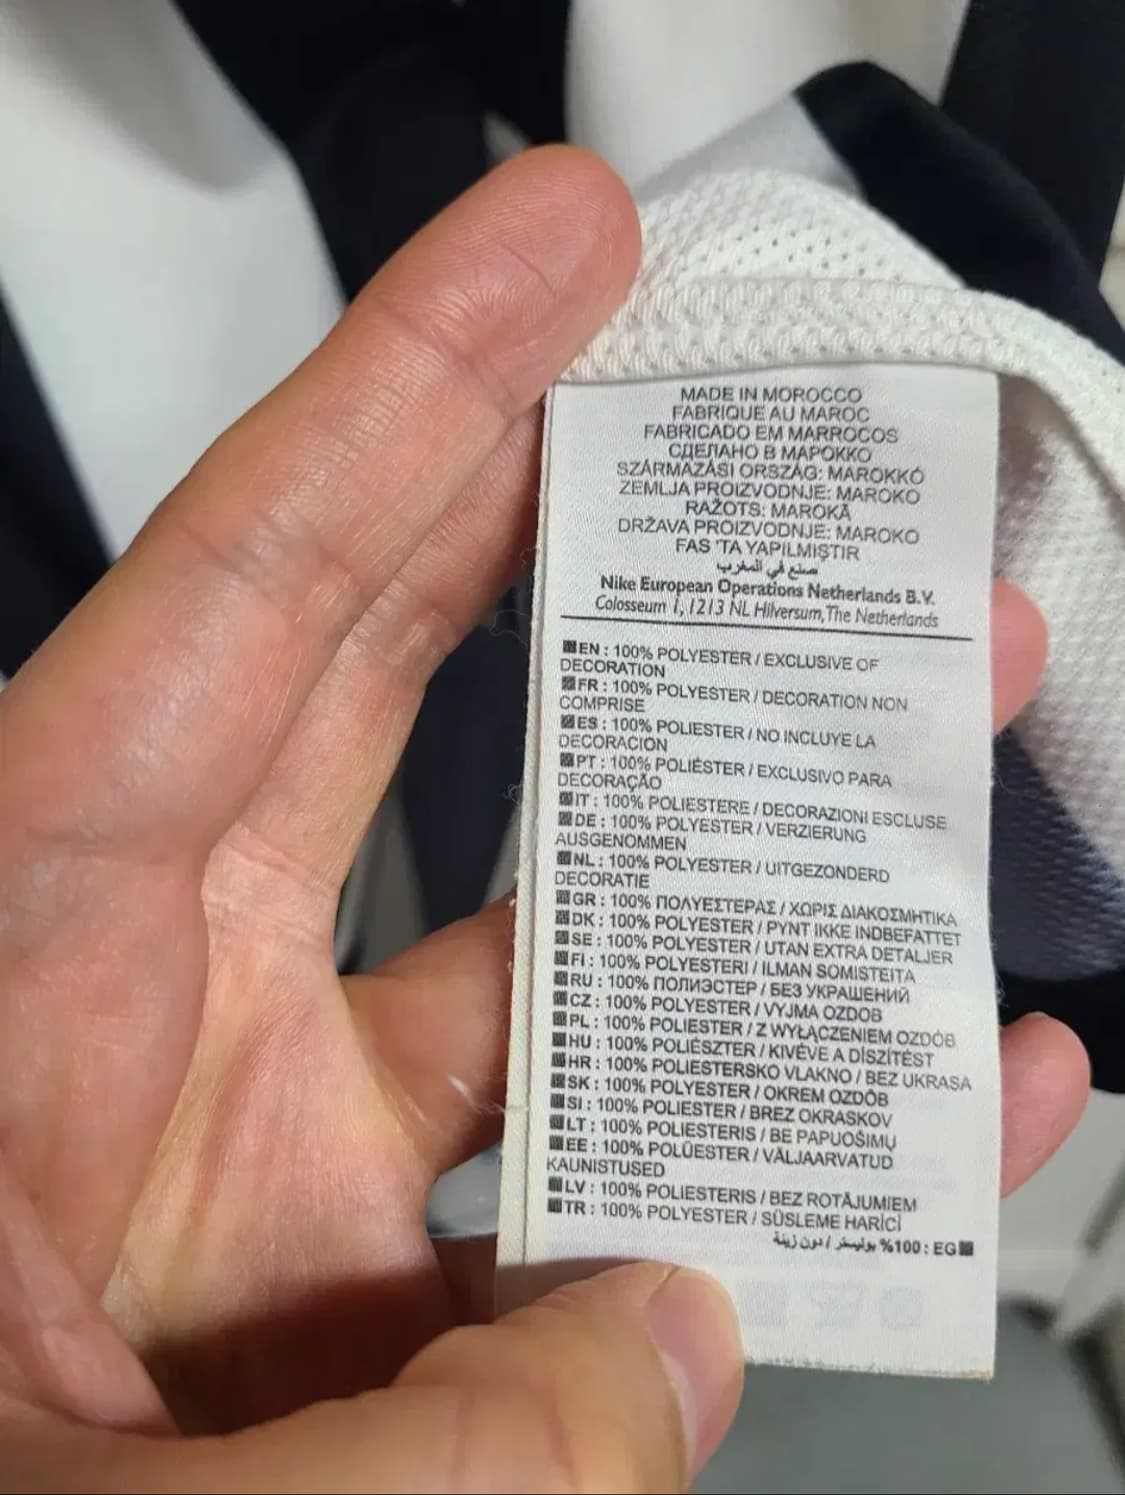 MADE IN MOROCCO
FABRIQUE AU MAROC
FABRICADO EM MARROCOS
СДЕЛАНО В МАРОККО
SZÁRMAZÁSI ORSZÁG: MAROKKÓ
ZEMLJA PROIZVODNJE: MAROKO
RAŽOTS: MAROKĀ
DRŽAVA PROIZVODNJE: MAROKO
FAS 'TA YAPILMIŞTIR
صنع في المغرب
Nike European Operations Netherlands B.V.
Colosseum 1, 1213 NL Hilversum, The Netherlands
EN : 100% POLYESTER / EXCLUSIVE OF
DECORATION
FR : 100% POLYESTER / DECORATION NON
COMPRISE
ES : 100% POLIESTER / NO INCLUYE LA
DECORACION
PT : 100% POLIÉSTER / EXCLUSIVO PARA
DECORAÇÃO
IT : 100% POLIESTERE / DECORAZIONI ESCLUSE
DE : 100% POLYESTER / VERZIERUNG
AUSGENOMMEN
NL : 100% POLYESTER / UITGEZONDERD
DECORATIE
GR : 100% ΠΟΛΥΕΣΤΕΡΑΣ / ΧΩΡΙΣ ΔΙΑΚΟΣΜΗΤΙΚΑ
DK : 100% POLYESTER / PYNT IKKE INDBEFATTET
SE : 100% POLYESTER / UTAN EXTRA DETALJER
FI : 100% POLYESTERI / ILMAN SOMISTEITA
RU : 100% ПОЛИЭСТЕР / БЕЗ УКРАШЕНИЙ
CZ : 100% POLYESTER / VYJMA OZDOB
PL : 100% POLIESTER / Z WYŁĄCZENIEM OZDÓB
HU : 100% POLIÉSZTER / KIVÉVE A DÍSZÍTÉST
HR : 100% POLIESTERSKO VLAKNO / BEZ UKRASA
SK : 100% POLYESTER / OKREM OZDÔB
SI : 100% POLIESTER / BREZ OKRASKOV
LT : 100% POLIESTERIS / BE PAPUOŠIMŲ
EE : 100% POLÜESTER / VÄLJAARVATUD
KAUNISTUSED
LV : 100% POLIESTERIS / BEZ ROTĀJUMIEM
TR : 100% POLYESTER / SÜSLEME HARİCİ
EG : 100% بوليستر / دون زينة